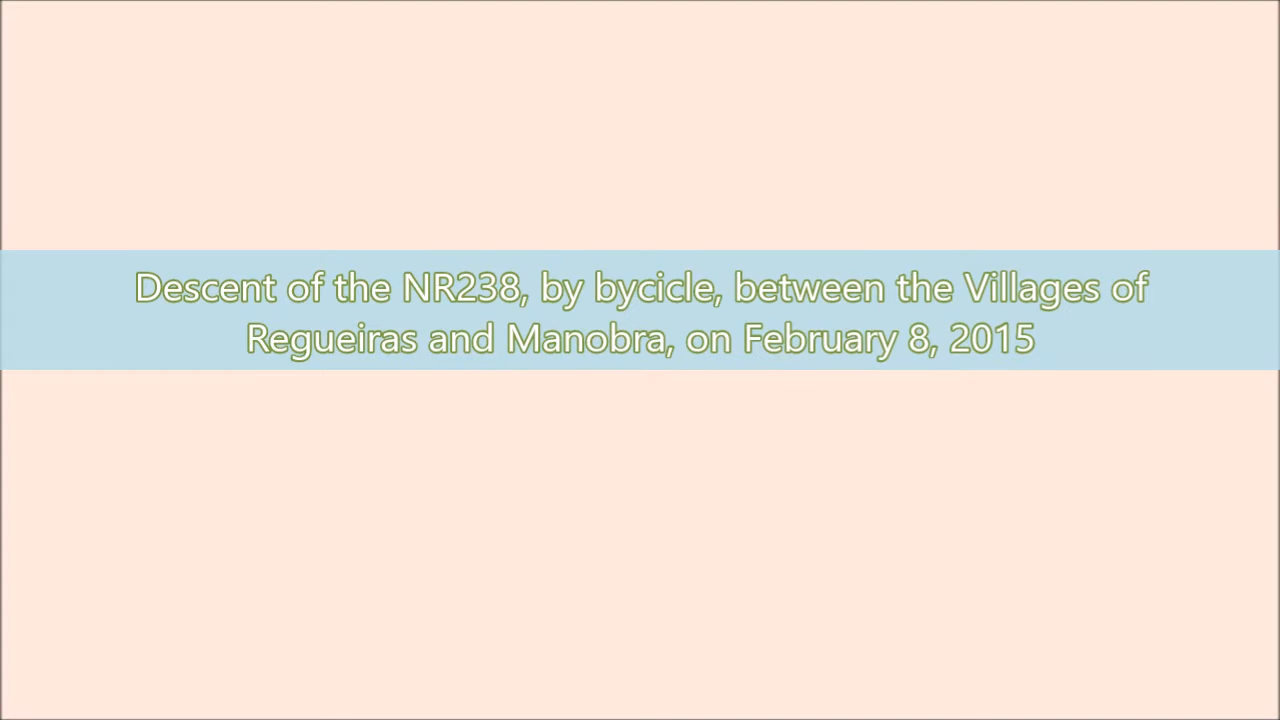 Descent of the NR238, by bycicle, between the Villages of
Regueiras and Manobra, on February 8, 2015